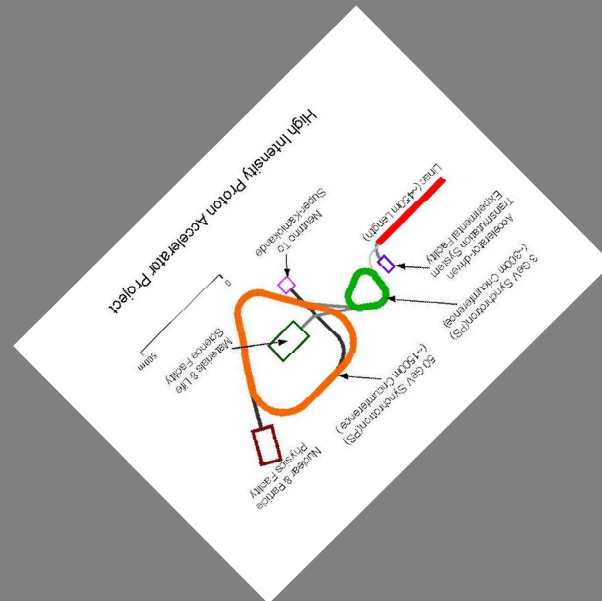 High Intensity Proton Accelerator Project
Linac (~450m Length)
Accelerator-driven
Transmutation System
Experimental Facility
3 GeV Synchrotron(PS)
(~300m Circumference)
Neutrino To
Super-Kamiokande
0
500m
Materials & Life
Science Facility
50 GeV Synchrotron(PS)
(~1500m Circumference)
Nuclear & Particle
Physics Facility